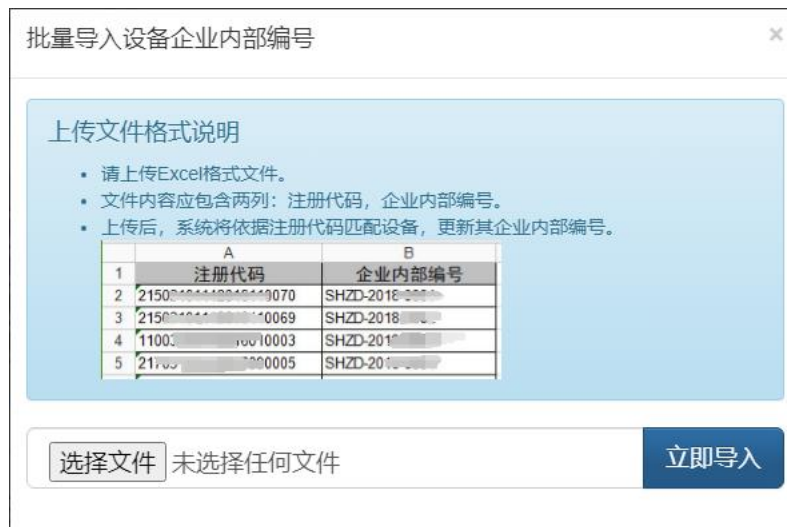 批量导入设备企业内部编号
×
上传文件格式说明
• 请上传Excel格式文件。
• 文件内容应包含两列：注册代码，企业内部编号。
• 上传后，系统将依据注册代码匹配设备，更新其企业内部编号。
A B
1 注册代码 企业内部编号
2 SHZD-2018
3 SHZD-2018
4 
5 
选择文件 未选择任何文件 立即导入